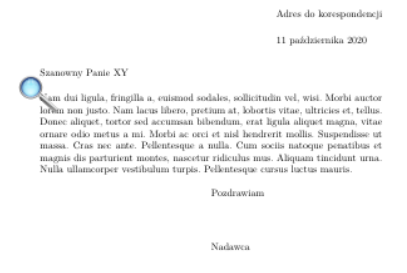 Adres do korespondencji
11 października 2020
Szanowny Panie XY
Nam dui ligula, fringilla a, euismod sodales, sollicitudin vel, wisi. Morbi auctor
lorem non justo. Nam lacus libero, pretium at, lobortis vitae, ultricies et, tellus.
Donec aliquet, tortor sed accumsan bibendum, erat ligula aliquet magna, vitae
ornare odio metus a mi. Morbi ac orci et nisl hendrerit mollis. Suspendisse ut
massa. Cras nec ante. Pellentesque a nulla. Cum sociis natoque penatibus et
magnis dis parturient montes, nascetur ridiculus mus. Aliquam tincidunt urna.
Nulla ullamcorper vestibulum turpis. Pellentesque cursus luctus mauris.
Pozdrawiam
Nadawca